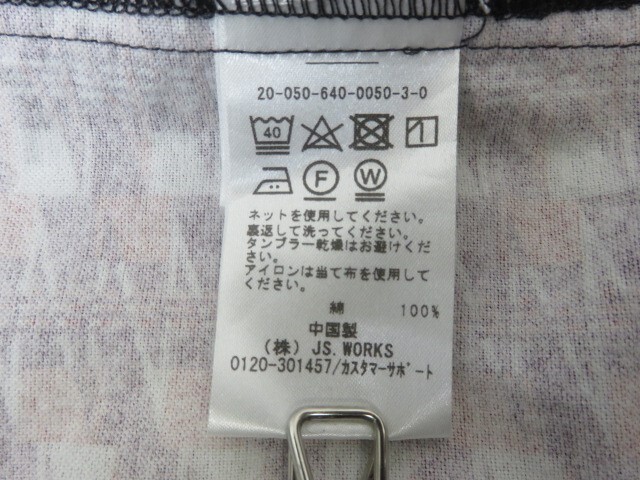 20-050-640-0050-3-0
40
F W
ネットを使用してください。
裏返して洗ってください。
タンブラー乾燥はお避けくだ
さい。
アイロンは当て布を使用して
ください。
綿 100%
中国製
(株) JS.WORKS
0120-301457/カスタマーサポート